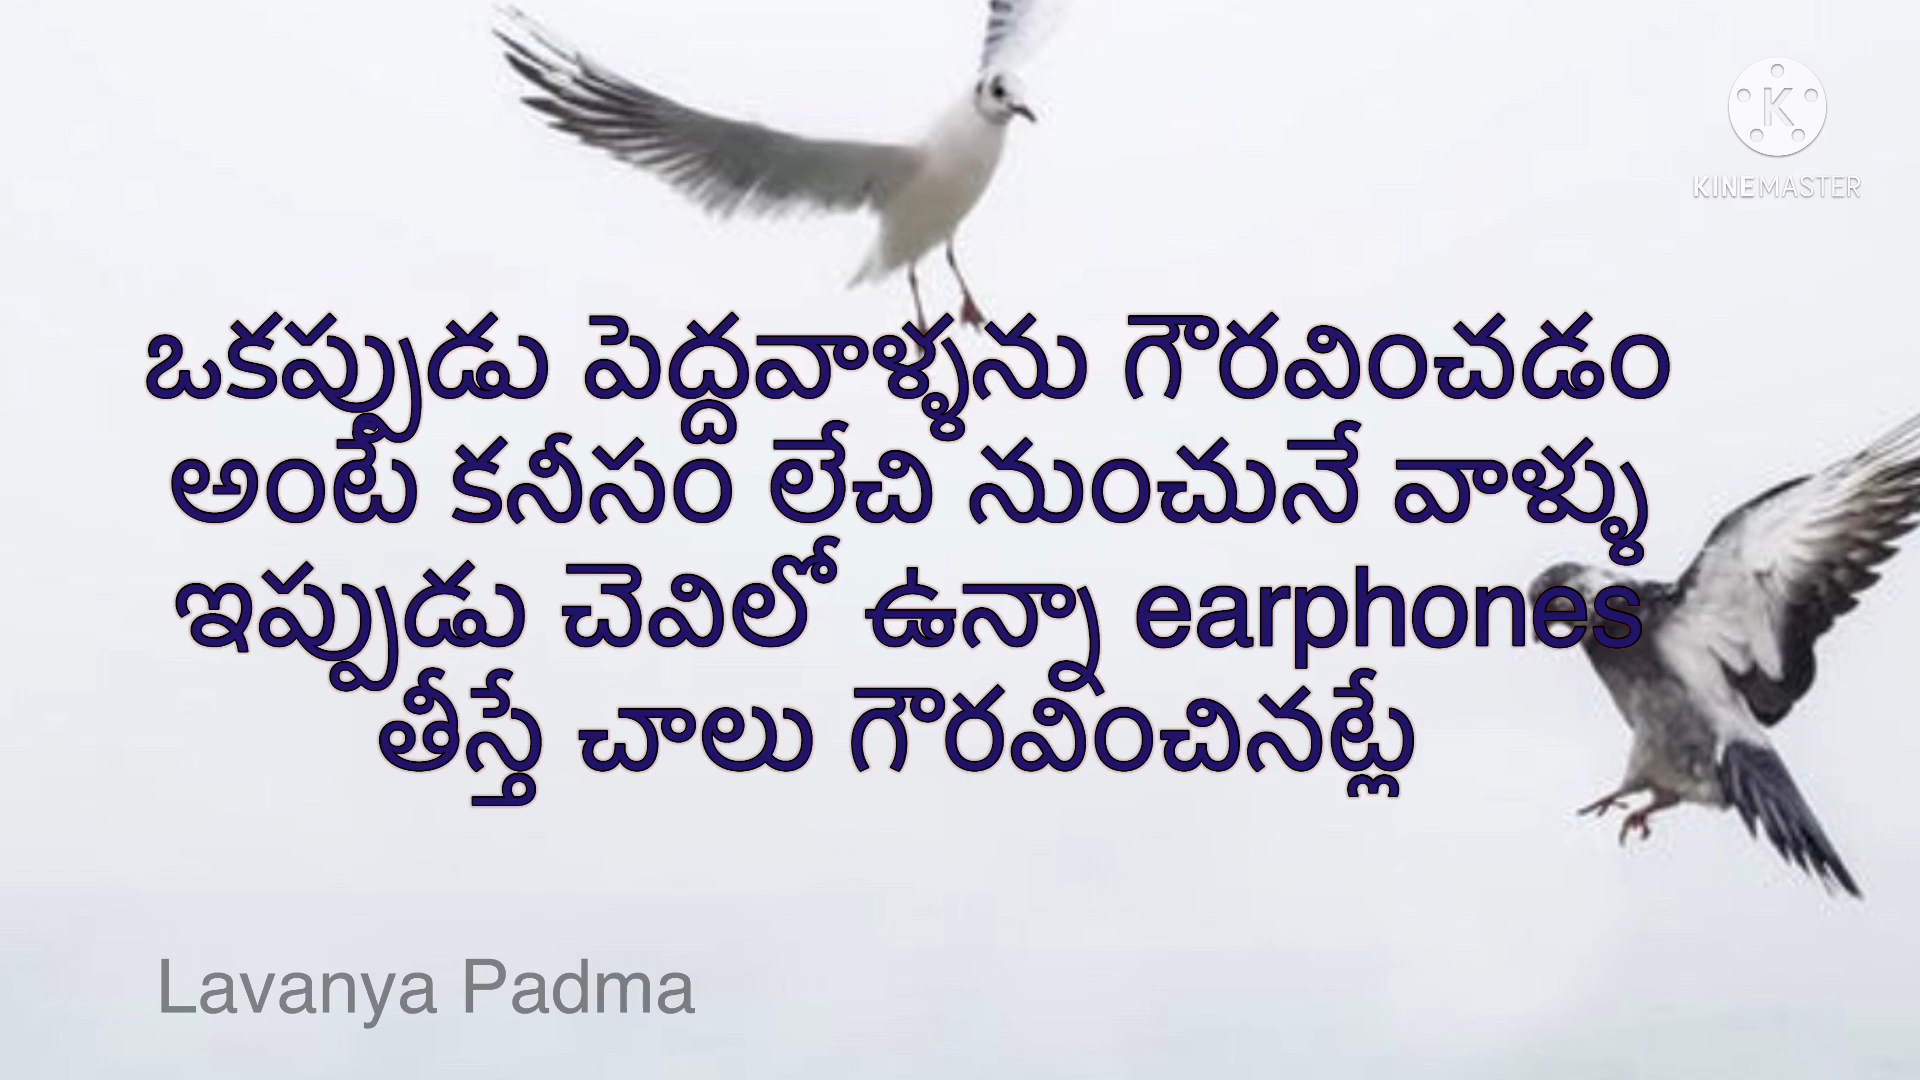 KINEMASTER
ఒకప్పుడు పెద్దవాళ్ళను గౌరవించడం
అంటే కనీసం లేచి నుంచునే వాళ్ళు
ఇప్పుడు చెవిలో ఉన్నా earphones
తీస్తే చాలు గౌరవించినట్లే
Lavanya Padma